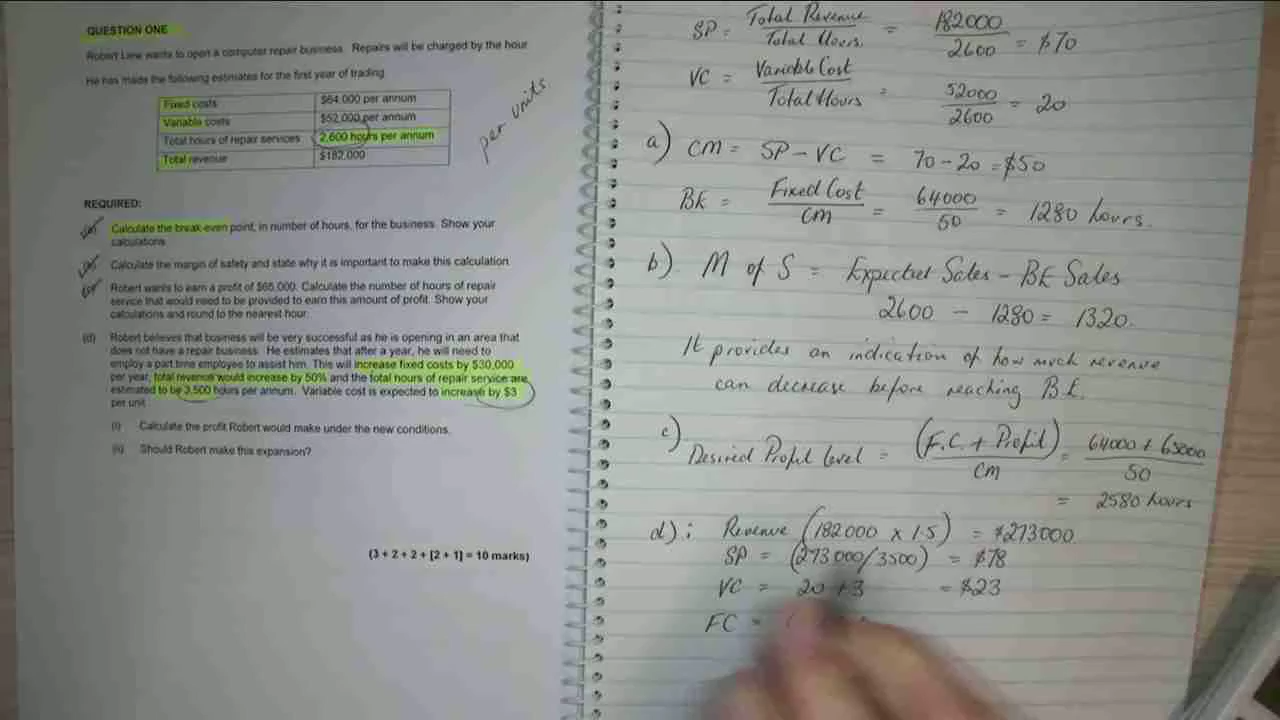 QUESTION ONE
Robert Lane wants to open a computer repair business. Repairs will be charged by the hour.
He has made the following estimates for the first year of trading.
Fixed costs $64,000 per annum
Variable costs $52,000 per annum
Total hours of repair services 2,600 hours per annum
Total revenue $182,000
per units
REQUIRED:
Calculate the break-even point, in number of hours, for the business. Show your
calculations.
Calculate the margin of safety and state why it is important to make this calculation.
Robert wants to earn a profit of $65,000. Calculate the number of hours of repair
service that would need to be provided to earn this amount of profit. Show your
calculations and round to the nearest hour.
(d) Robert believes that business will be very successful as he is opening in an area that
does not have a repair business. He estimates that after a year, he will need to
employ a part time employee to assist him. This will increase fixed costs by $30,000
per year, total revenue would increase by 50% and the total hours of repair service are
estimated to be 3,500 hours per annum. Variable cost is expected to increase by $3
per unit.
(i) Calculate the profit Robert would make under the new conditions.
(ii) Should Robert make this expansion?
(3 + 2 + 2 + [2 + 1] = 10 marks)
SP = Total Revenue / Total Hours = 182000 / 2600 = $70
VC = Variable Cost / Total Hours = 52000 / 2600 = 20
a) CM = SP - VC = 70 - 20 = $50
BE = Fixed Cost / CM = 64000 / 50 = 1280 hours.
b) M of S = Expected Sales - BE Sales
2600 - 1280 = 1320.
It provides an indication of how much revenue
can decrease before reaching BE.
c) Desired Profit Level = (F.C. + Profit) / CM = 64000 + 65000 / 50
= 2580 hours
d) i Revenue (182000 x 1.5) = $273000
SP = (273000/3500) = $78
VC = 20 + 3 = $23
FC = (